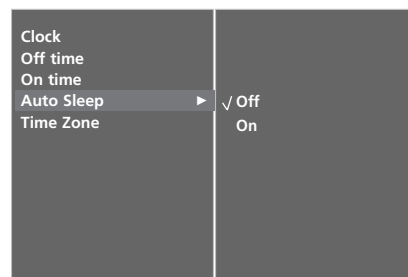 Clock
Off time
On time
Auto Sleep ► √ Off
Time Zone On